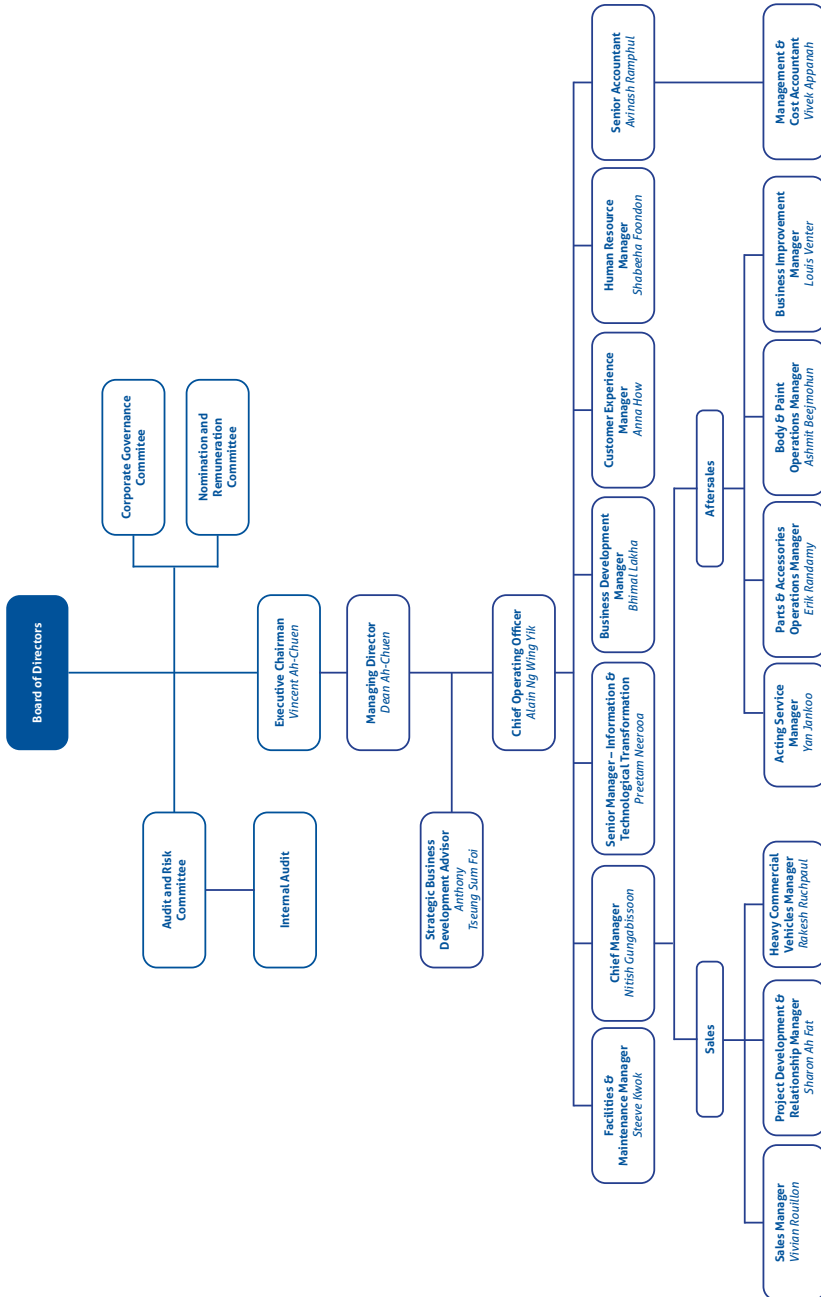 Board of Directors
Corporate Governance
Commitee
Nomination and
Remuneration
Committee
Audit and Risk
Committee
Internal Audit
Executive Chairman
Vincent Ah-Chuen
Managing Director
Dean Ah-Chuen
Strategic Business
Development Advisor
Anthony
Tseung Sum Foi
Chief Operating Officer
Alain Ng Wing Yik
Facilities &
Maintenance Manager
Steeve Kwok
Chief Manager
Nitish Gungabissoon
Senior Manager – Information &
Technological Transformation
Preetam Neerooa
Business Development
Manager
Bhimal Lakha
Customer Experience
Manager
Anna How
Human Resource
Manager
Shabeeha Foondon
Senior Accountant
Avinash Ramphul
Sales
Aftersales
Sales Manager
Vivian Rouillon
Project Development &
Relationship Manager
Sharon Ah Fat
Heavy Commercial
Vehicles Manager
Rakesh Ruchpaul
Acting Service
Manager
Yan Jankoo
Parts & Accessories
Operations Manager
Erik Randamy
Body & Paint
Operations Manager
Ashmit Beejmohun
Business Improvement
Manager
Louis Venter
Management &
Cost Accountant
Vivek Appanah